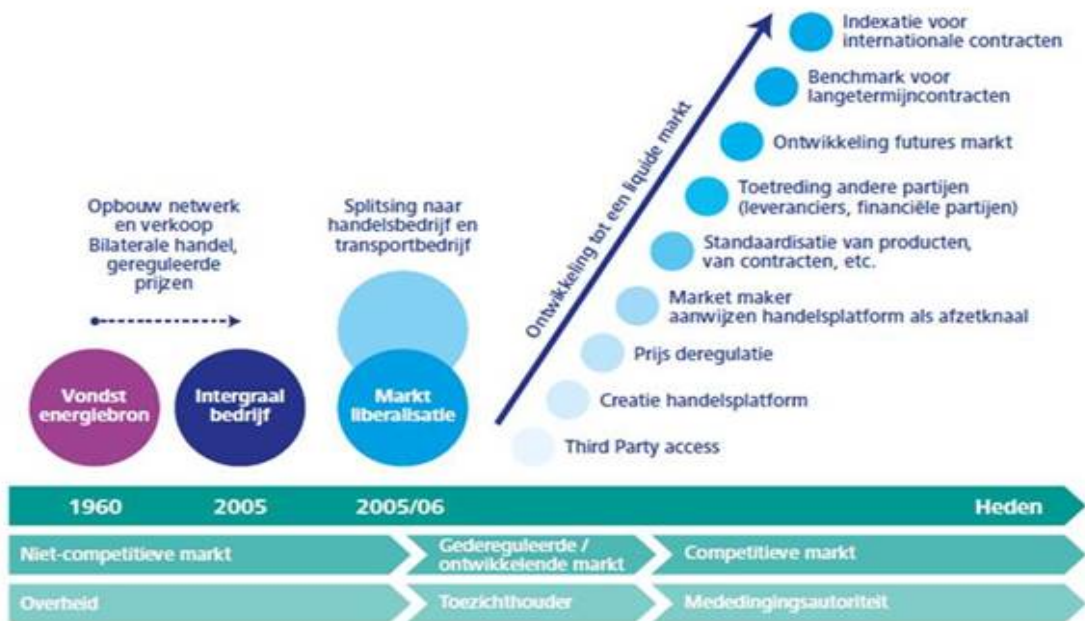 Opbouw netwerk
en verkoop
Bilaterale handel,
gereguleerde
prijzen
Vondst
energiebron
Intergraal
bedrijf
Splitsing naar
handelsbedrijf en
transportbedrijf
Markt
liberalisatie
Ontwikkeling tot een liquide markt
Indexatie voor
internationale contracten
Benchmark voor
langetermijncontracten
Ontwikkeling futures markt
Toetreding andere partijen
(leveranciers, financiële partijen)
Standaardisatie van producten,
van contracten, etc.
Market maker
aanwijzen handelsplatform als afzetknaal
Prijs deregulatie
Creatie handelsplatform
Third Party access
1960 2005 2005/06 Heden
Niet-competitieve markt
Gedereguleerde /
ontwikkelende markt
Competitieve markt
Overheid
Toezichthouder
Mededingingsautoriteit